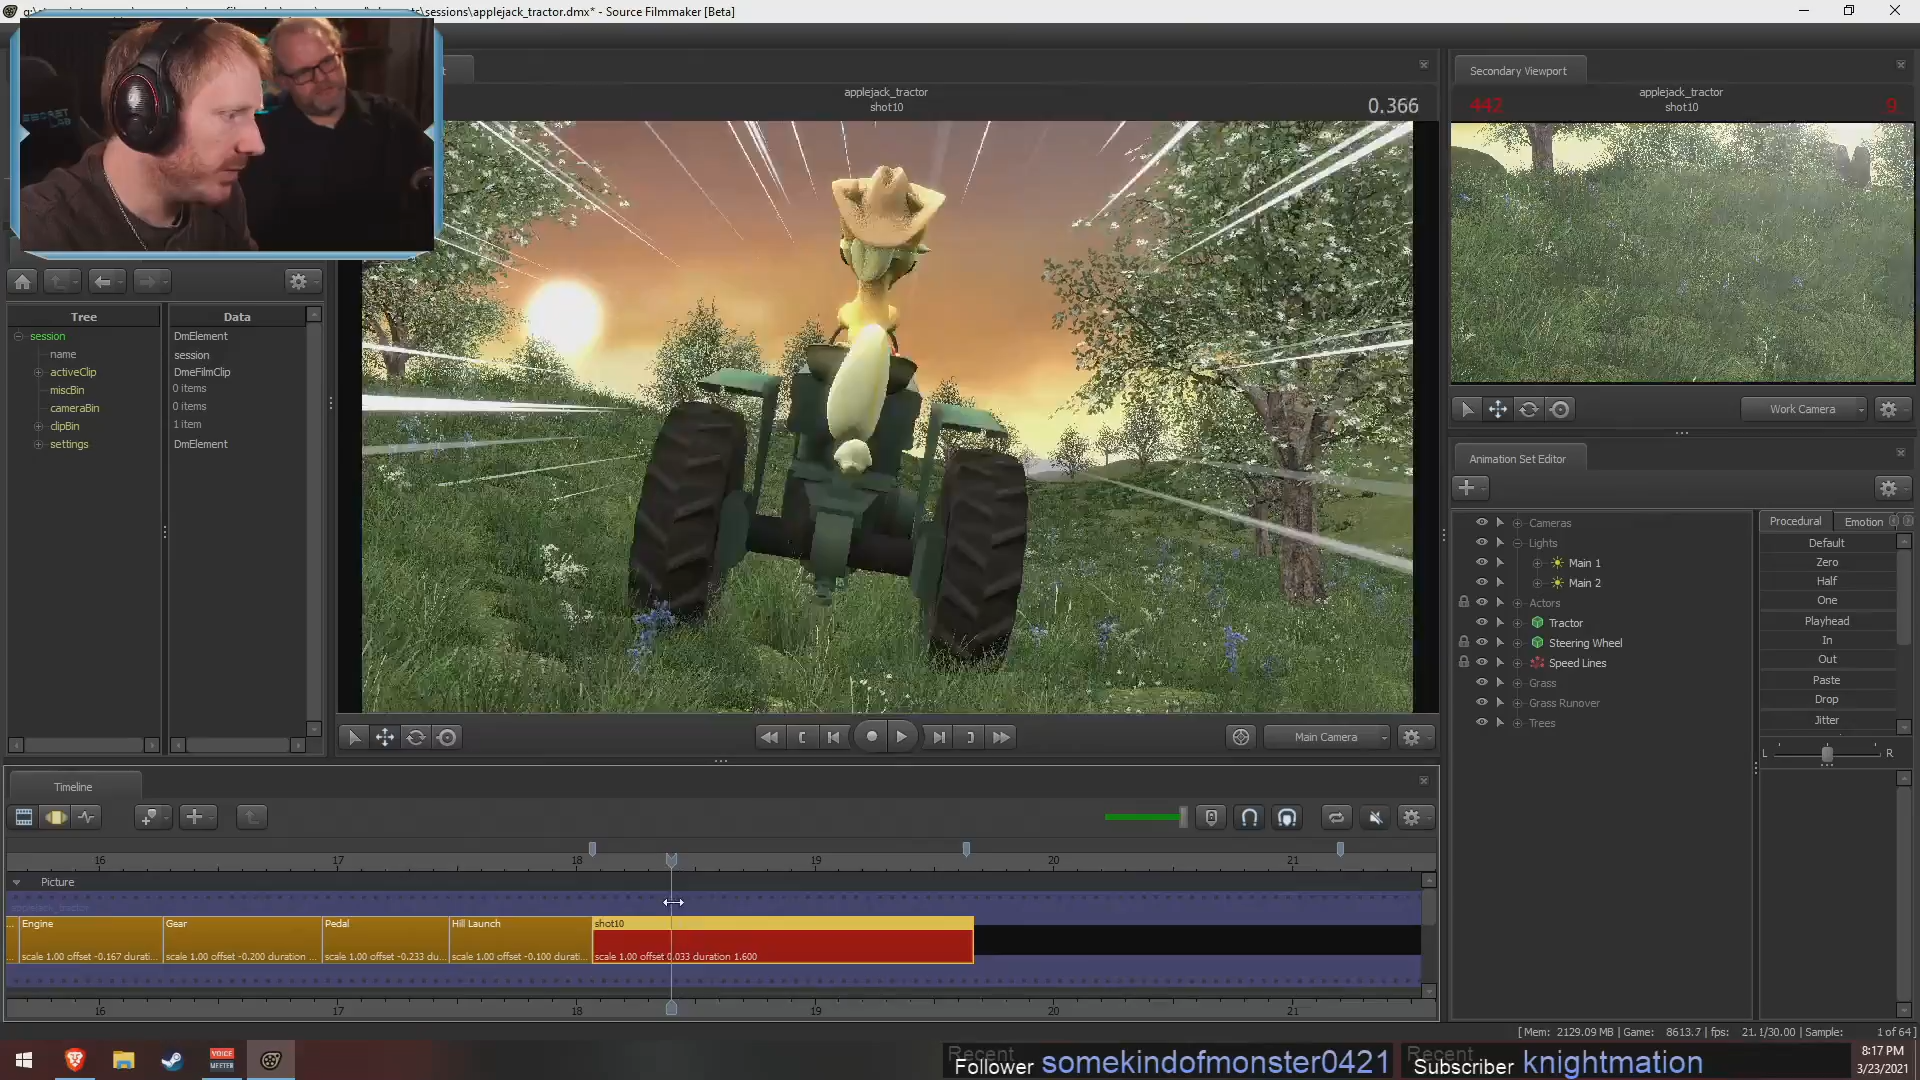 sessions\applejack_tractor.dmx* - Source Filmmaker [Beta]
Secondary Viewport
applejack_tractor
shot10
0.366
442
applejack_tractor
shot10
9
Tree
Data
session
DmElement
name
session
activeClip
DmeFilmClip
miscBin
0 items
cameraBin
0 items
clipBin
1 item
settings
DmElement
Work Camera
Animation Set Editor
Cameras
Lights
Main 1
Main 2
Actors
Tractor
Steering Wheel
Speed Lines
Grass
Grass Runover
Trees
Procedural
Emotion
Default
Zero
Half
One
Playhead
In
Out
Paste
Drop
Jitter
L
R
Main Camera
Timeline
16
17
18
19
20
21
Picture
Engine
Gear
Pedal
Hill Launch
shot10
scale 1.00 offset -0.167 durati...
scale 1.00 offset -0.200 duration ...
scale 1.00 offset -0.233 du...
scale 1.00 offset -0.100 durati...
scale 1.00 offset 0.033 duration 1.600
16
17
18
19
20
21
[ Mem: 2129.09 MB | Game: 8613.7 | fps: 21.1/30.00 | Sample: 1 of 64 ]
VOICE
MEETER
Recent
Follower somekindofmonster0421
Recent
Subscriber knightmation
8:17 PM
3/23/2021